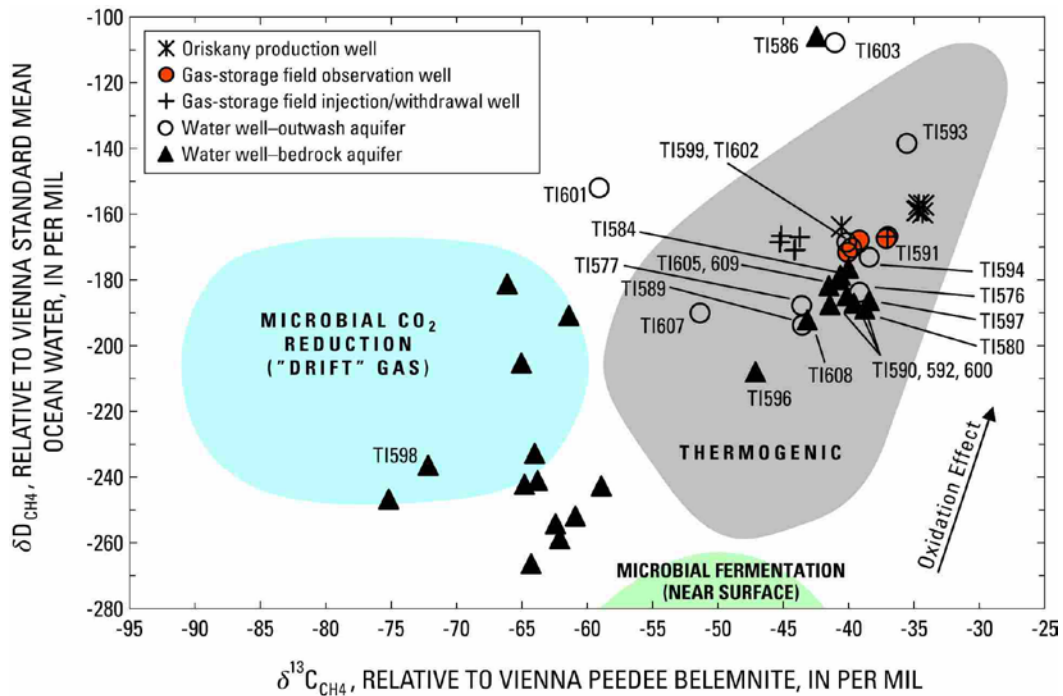 Oriskany production well
Gas-storage field observation well
Gas-storage field injection/withdrawal well
Water well–outwash aquifer
Water well–bedrock aquifer
TI586
TI603
TI593
TI599, TI602
TI601
TI584
TI591
TI577
TI605, 609
TI594
TI589
TI576
TI607
TI597
TI580
TI608
TI590, 592, 600
TI596
TI598
MICROBIAL CO2
REDUCTION
("DRIFT" GAS)
THERMOGENIC
Oxidation Effect
MICROBIAL FERMENTATION
(NEAR SURFACE)
-100
-120
-140
-160
-180
-200
-220
-240
-260
-280
δD CH4, RELATIVE TO VIENNA STANDARD MEAN
OCEAN WATER, IN PER MIL
-95 -90 -85 -80 -75 -70 -65 -60 -55 -50 -45 -40 -35 -30 -25
δ13C CH4, RELATIVE TO VIENNA PEEDEE BELEMNITE, IN PER MIL